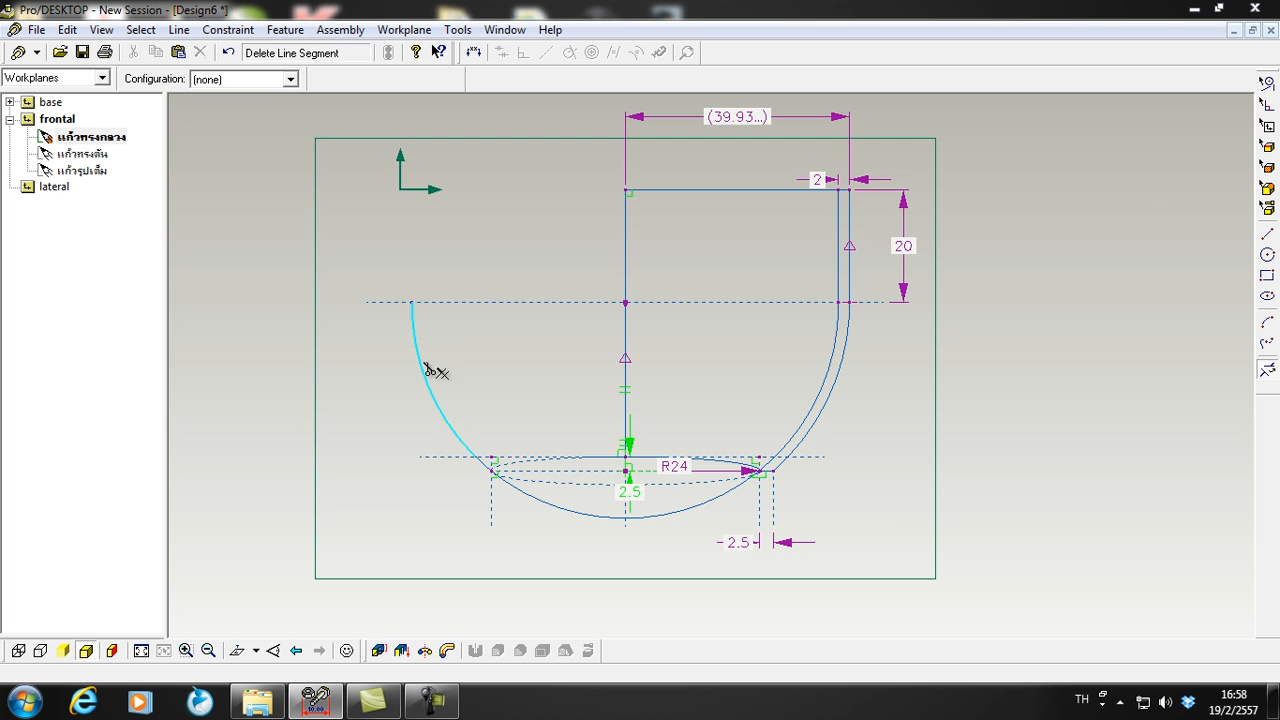 Pro/DESKTOP - New Session - [Design6 *]
File Edit View Select Line Constraint Feature Assembly Workplane Tools Window Help
Delete Line Segment
Workplanes Configuration: (none)
base
frontal
แก้วทรงกลวง
แก้วทรงตัน
แก้วรูปเต็ม
lateral
(39.93...)
2
20
R24
2.5
2.5
10.00
TH
16:58
19/2/2557